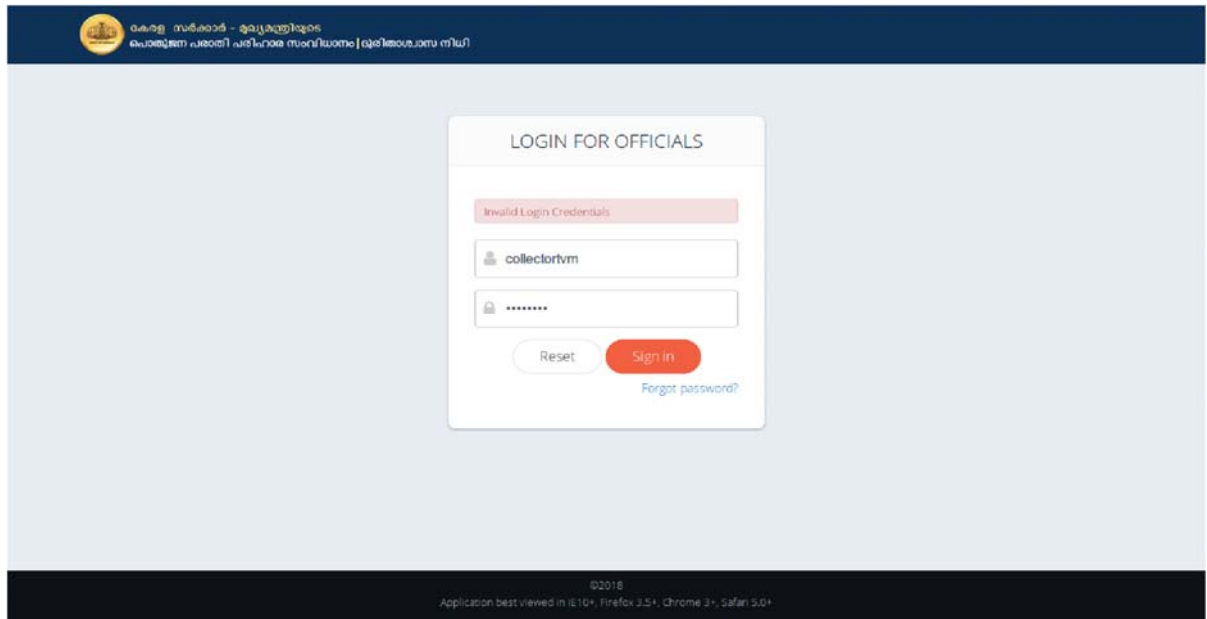 കേരള സർക്കാർ - മുഖ്യമന്ത്രിയുടെ
പൊതുജന പരാതി പരിഹാര സംവിധാനം | ദുരിതാശ്വാസ നിധി
LOGIN FOR OFFICIALS
Invalid Login Credentials
collectortvm
••••••••
Reset Sign in
Forgot password?
©2018
Application best viewed in IE10+, Firefox 3.5+, Chrome 3+, Safari 5.0+